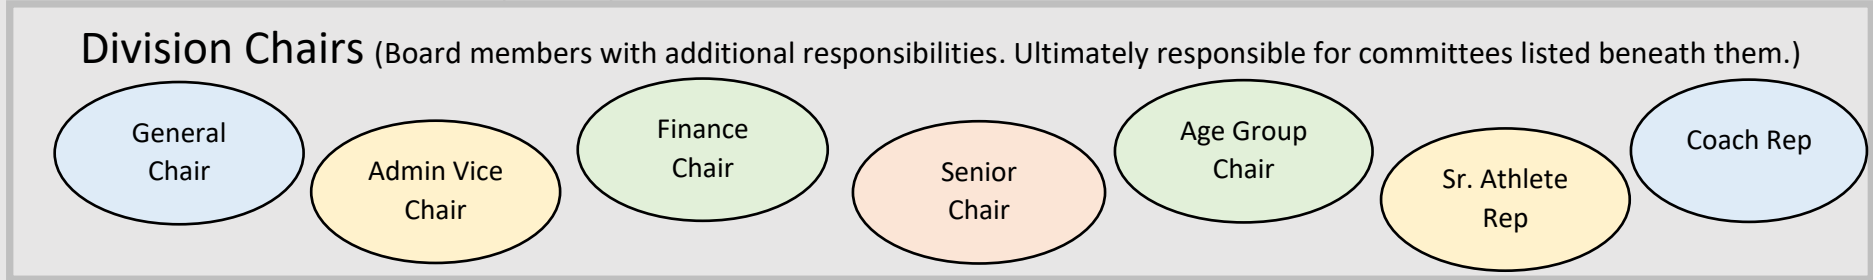 Division Chairs (Board members with additional responsibilities. Ultimately responsible for committees listed beneath them.)
General
Chair
Admin Vice
Chair
Finance
Chair
Senior
Chair
Age Group
Chair
Sr. Athlete
Rep
Coach Rep